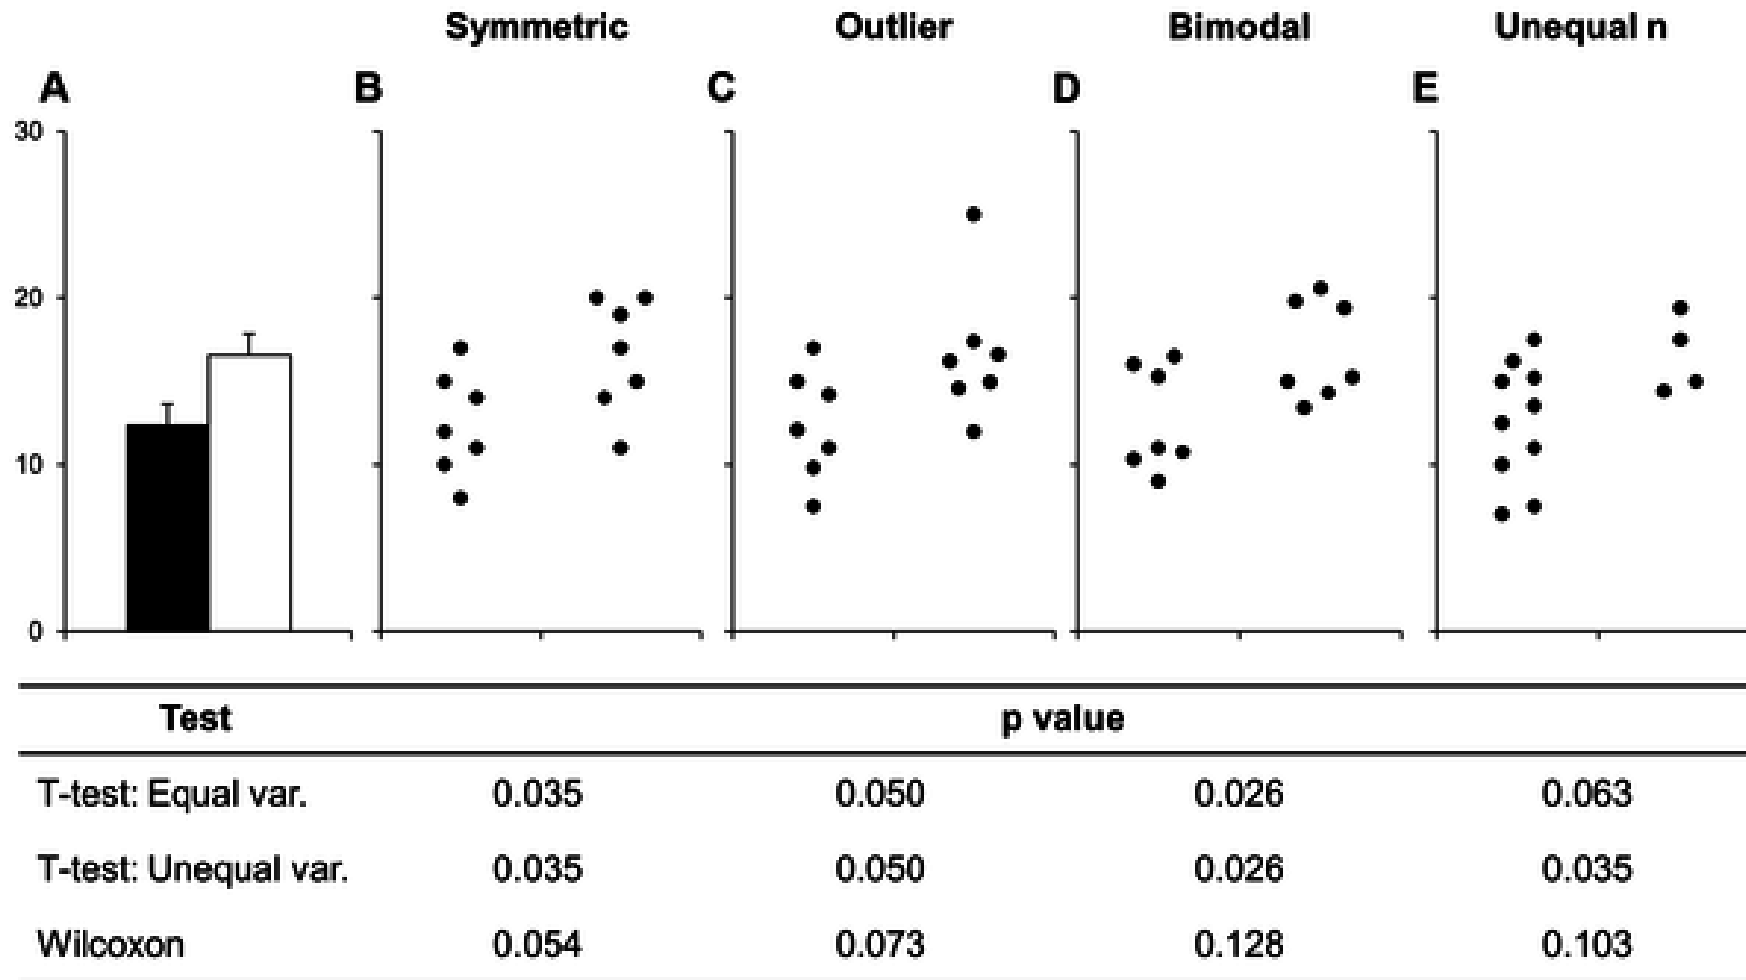 Symmetric Outlier Bimodal Unequal n
A B C D E
30
20
10
0
Test p value
T-test: Equal var. 0.035 0.050 0.026 0.063
T-test: Unequal var. 0.035 0.050 0.026 0.035
Wilcoxon 0.054 0.073 0.128 0.103